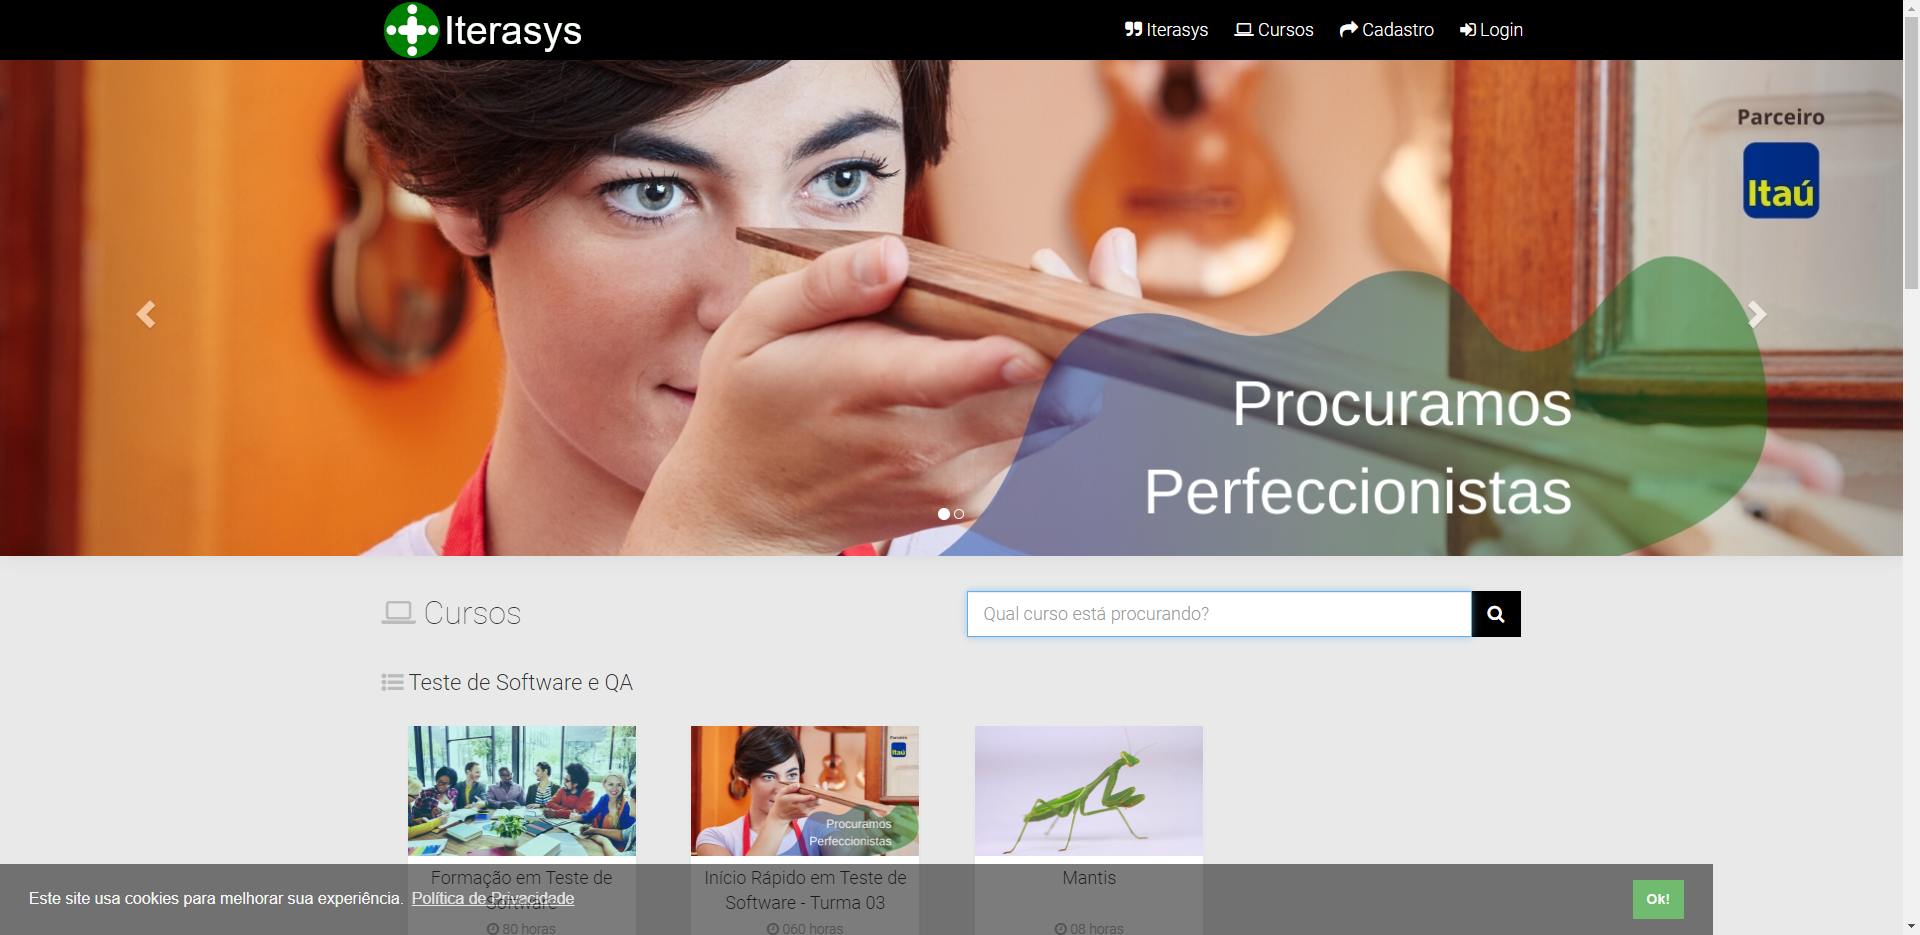 Iterasys
Iterasys
Cursos
Cadastro
Login
Parceiro
Itaú
Procuramos
Perfeccionistas
Cursos
Qual curso está procurando?
Teste de Software e QA
Parceiro
Itaú
Procuramos
Perfeccionistas
Formação em Teste de
Software
80 horas
Início Rápido em Teste de
Software - Turma 03
060 horas
Mantis
08 horas
Este site usa cookies para melhorar sua experiência. Política de Privacidade
Ok!